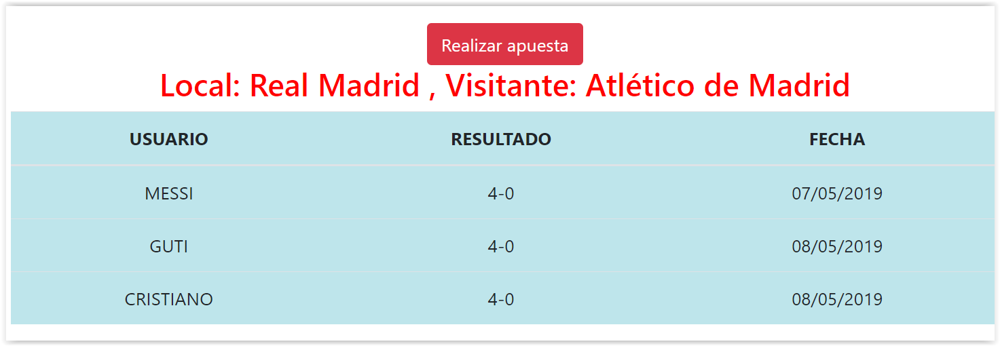 Realizar apuesta
Local: Real Madrid , Visitante: Atlético de Madrid
USUARIO RESULTADO FECHA
MESSI 4-0 07/05/2019
GUTI 4-0 08/05/2019
CRISTIANO 4-0 08/05/2019